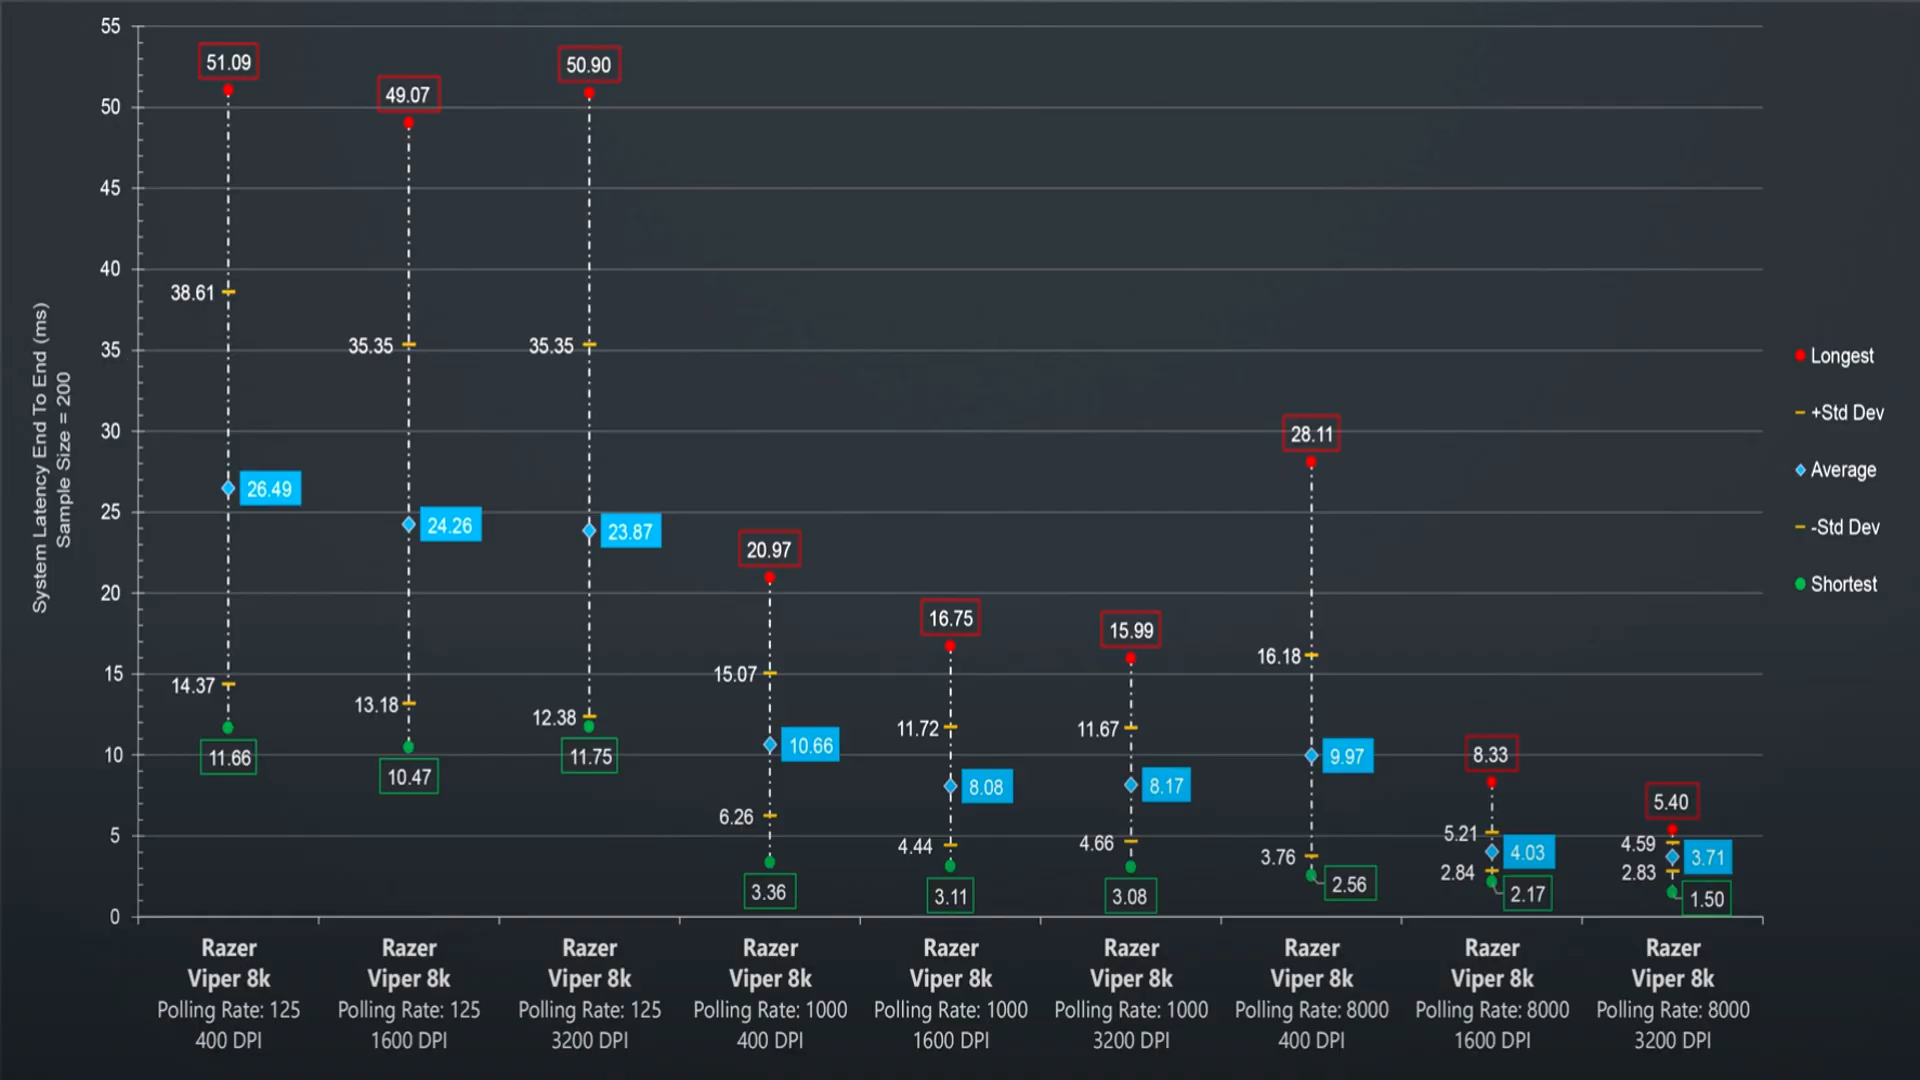 55
50
45
40
35
30
25
20
15
10
5
0
System Latency End To End (ms)
Sample Size = 200
51.09
38.61
26.49
14.37
11.66
49.07
35.35
24.26
13.18
10.47
50.90
35.35
23.87
12.38
11.75
20.97
15.07
10.66
6.26
3.36
16.75
11.72
8.08
4.44
3.11
15.99
11.67
8.17
4.66
3.08
28.11
16.18
9.97
3.76
2.56
8.33
5.21
4.03
2.84
2.17
5.40
4.59
3.71
2.83
1.50
Longest
+Std Dev
Average
-Std Dev
Shortest
Razer
Viper 8k
Polling Rate: 125
400 DPI
Razer
Viper 8k
Polling Rate: 125
1600 DPI
Razer
Viper 8k
Polling Rate: 125
3200 DPI
Razer
Viper 8k
Polling Rate: 1000
400 DPI
Razer
Viper 8k
Polling Rate: 1000
1600 DPI
Razer
Viper 8k
Polling Rate: 1000
3200 DPI
Razer
Viper 8k
Polling Rate: 8000
400 DPI
Razer
Viper 8k
Polling Rate: 8000
1600 DPI
Razer
Viper 8k
Polling Rate: 8000
3200 DPI